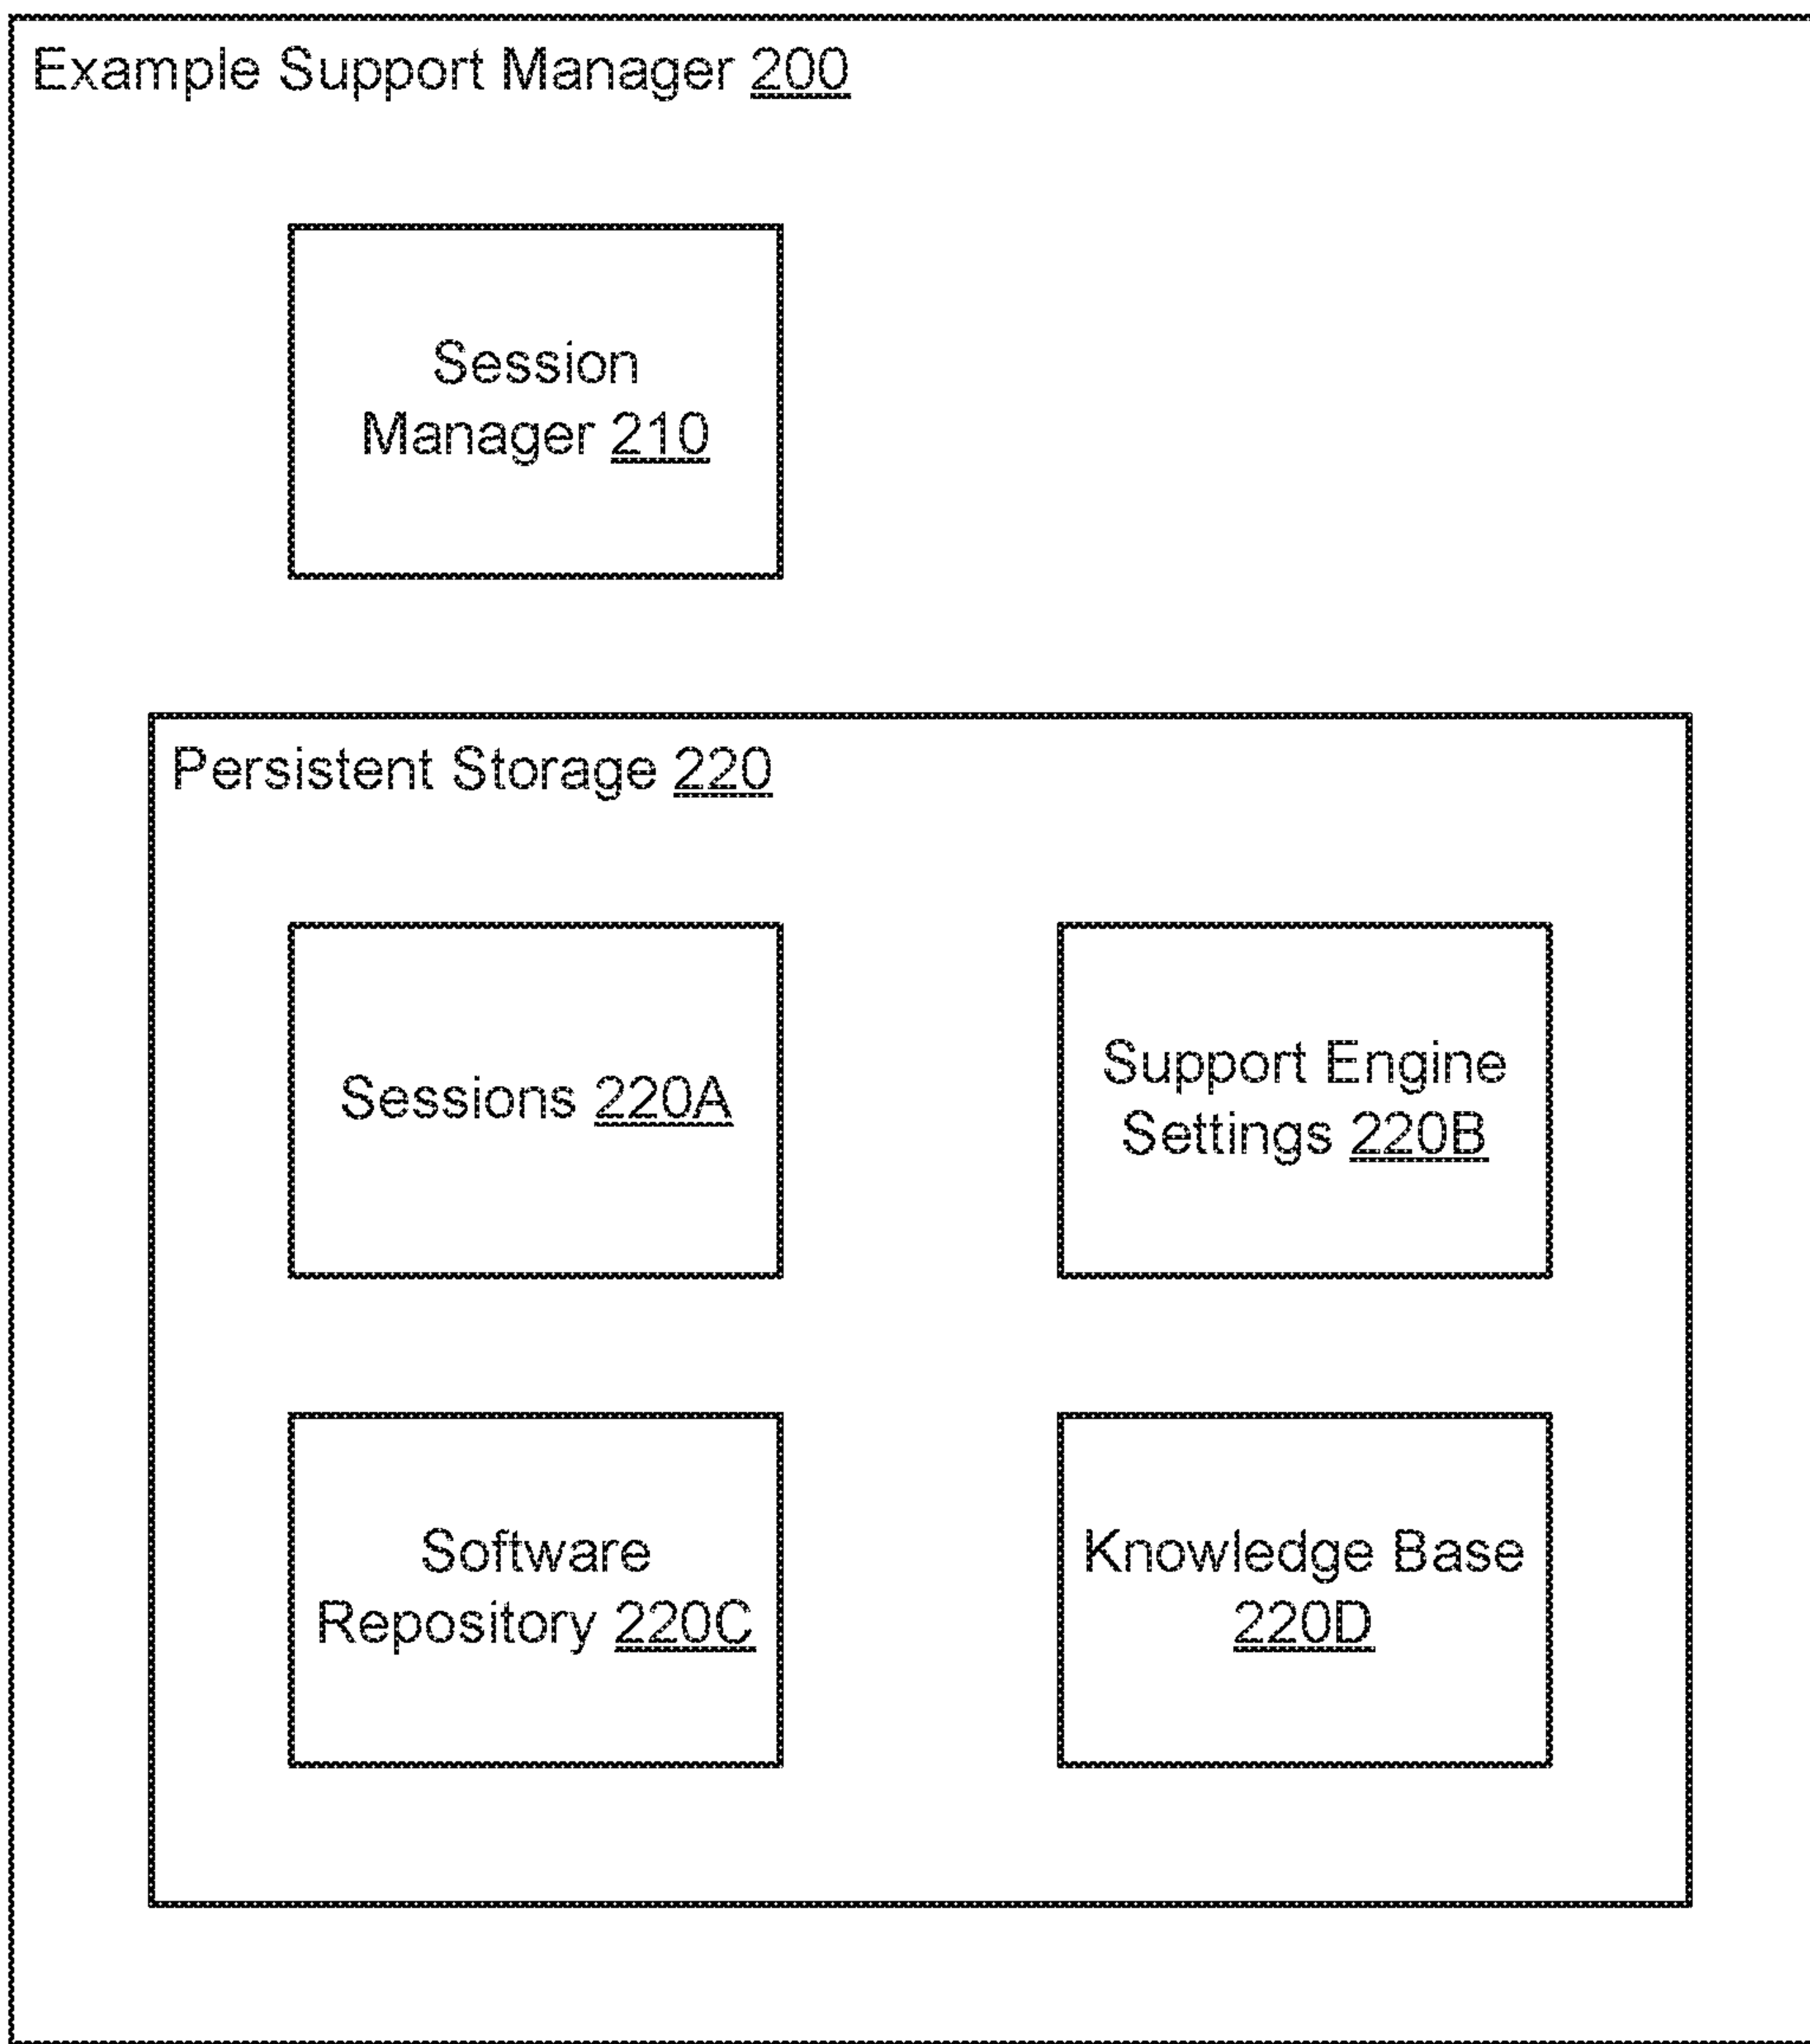 Example Support Manager 200
Session
Manager 210
Persistent Storage 220
Sessions 220A
Support Engine
Settings 220B
Software
Repository 220C
Knowledge Base
220D